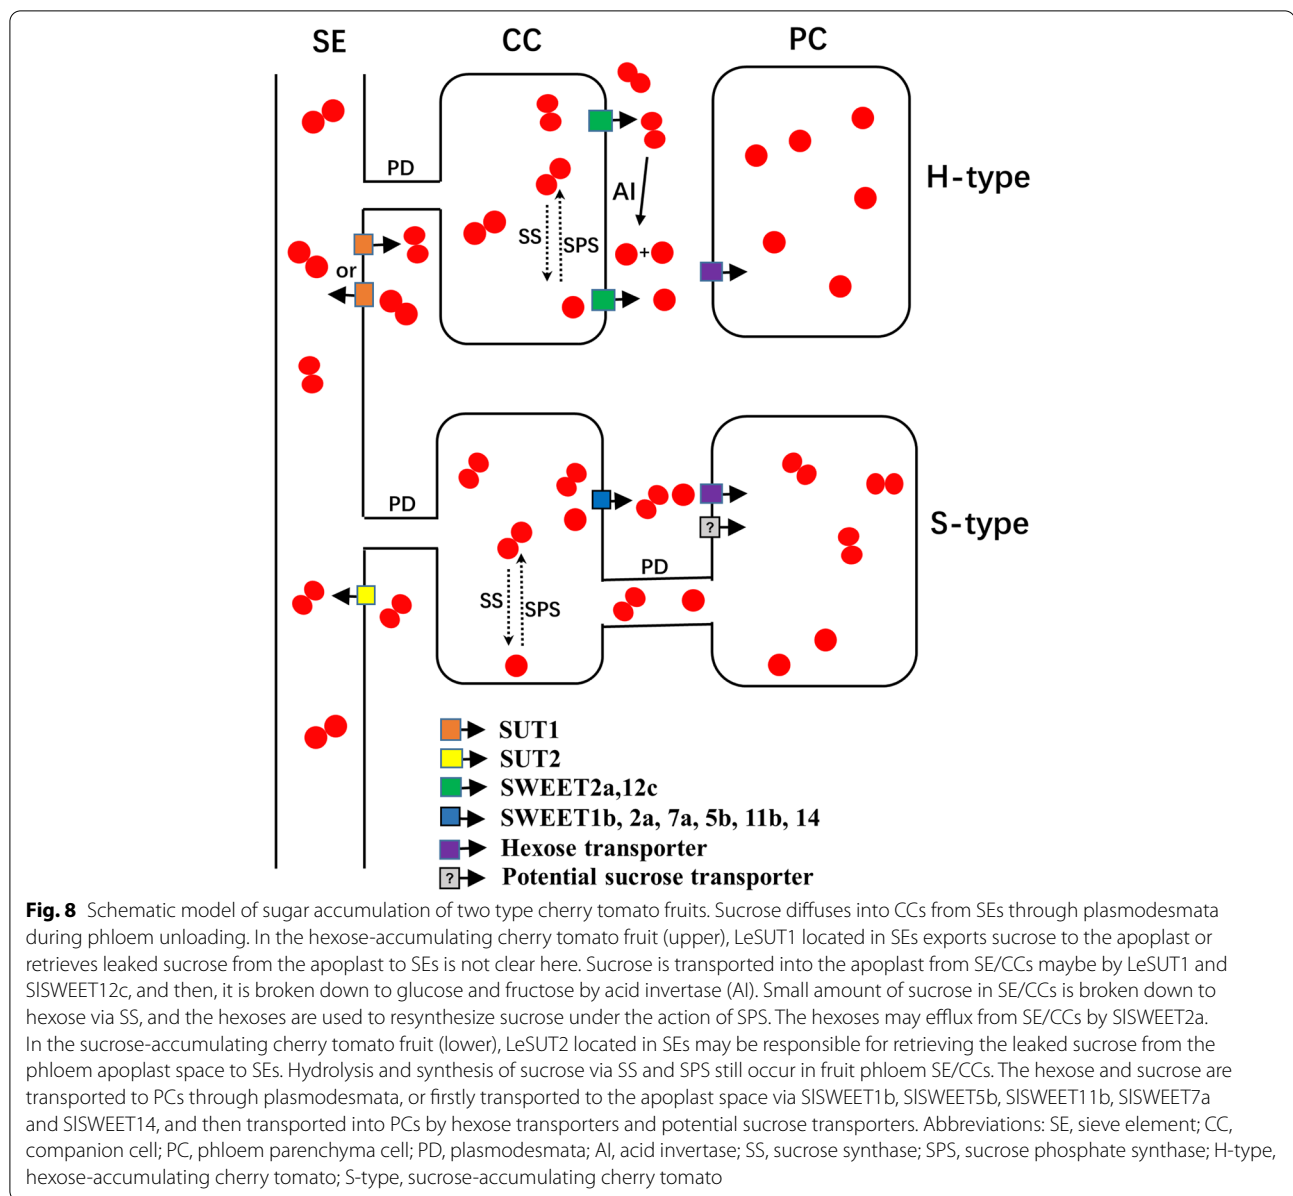 SE CC PC
PD
AI
H-type
SS SPS
+
or
PD
S-type
?
PD
SS SPS
SUT1
SUT2
SWEET2a,12c
SWEET1b, 2a, 7a, 5b, 11b, 14
Hexose transporter
? Potential sucrose transporter
Fig. 8 Schematic model of sugar accumulation of two type cherry tomato fruits. Sucrose diffuses into CCs from SEs through plasmodesmata
during phloem unloading. In the hexose-accumulating cherry tomato fruit (upper), LeSUT1 located in SEs exports sucrose to the apoplast or
retrieves leaked sucrose from the apoplast to SEs is not clear here. Sucrose is transported into the apoplast from SE/CCs maybe by LeSUT1 and
SlSWEET12c, and then, it is broken down to glucose and fructose by acid invertase (AI). Small amount of sucrose in SE/CCs is broken down to
hexose via SS, and the hexoses are used to resynthesize sucrose under the action of SPS. The hexoses may efflux from SE/CCs by SlSWEET2a.
In the sucrose-accumulating cherry tomato fruit (lower), LeSUT2 located in SEs may be responsible for retrieving the leaked sucrose from the
phloem apoplast space to SEs. Hydrolysis and synthesis of sucrose via SS and SPS still occur in fruit phloem SE/CCs. The hexose and sucrose are
transported to PCs through plasmodesmata, or firstly transported to the apoplast space via SlSWEET1b, SlSWEET5b, SlSWEET11b, SlSWEET7a
and SlSWEET14, and then transported into PCs by hexose transporters and potential sucrose transporters. Abbreviations: SE, sieve element; CC,
companion cell; PC, phloem parenchyma cell; PD, plasmodesmata; AI, acid invertase; SS, sucrose synthase; SPS, sucrose phosphate synthase; H-type,
hexose-accumulating cherry tomato; S-type, sucrose-accumulating cherry tomato